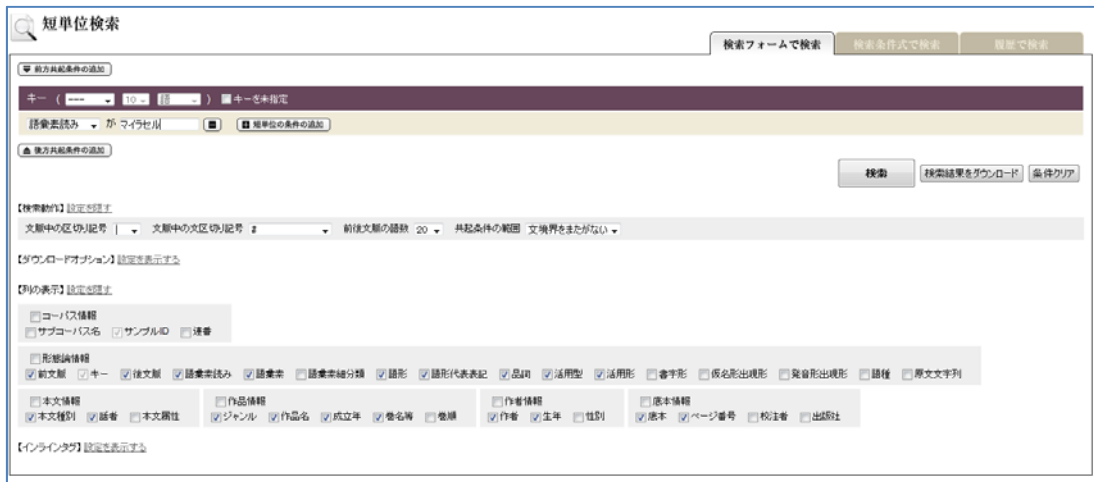 短単位検索
検索フォームで検索 検索条件式で検索 履歴で検索
前方共起条件の追加
キー ( --- 10 語 ) キーを未指定
語彙素読み が マイラセル 短単位の条件の追加
後方共起条件の追加
検索 検索結果をダウンロード 条件クリア
【検索動作】設定を隠す
文脈中の区切り記号 | 文脈中の文区切り記号 # 前後文脈の語数 20 共起条件の範囲 文境界をまたがない
【ダウンロードオプション】設定を表示する
【列の表示】設定を隠す
コーパス情報
サブコーパス名 サンプルID 連番
形態論情報
前文脈 キー 後文脈 語彙素読み 語彙素 語彙素細分類 語形 語形代表表記 品詞 活用型 活用形 書字形 仮名形出現形 発音形出現形 語種 原文文字列
本文情報 作品情報 作者情報 底本情報
本文種別 話者 本文属性 ジャンル 作品名 成立年 巻名等 巻順 作者 生年 性別 底本 ページ番号 校注者 出版社
【インラインタグ】設定を表示する